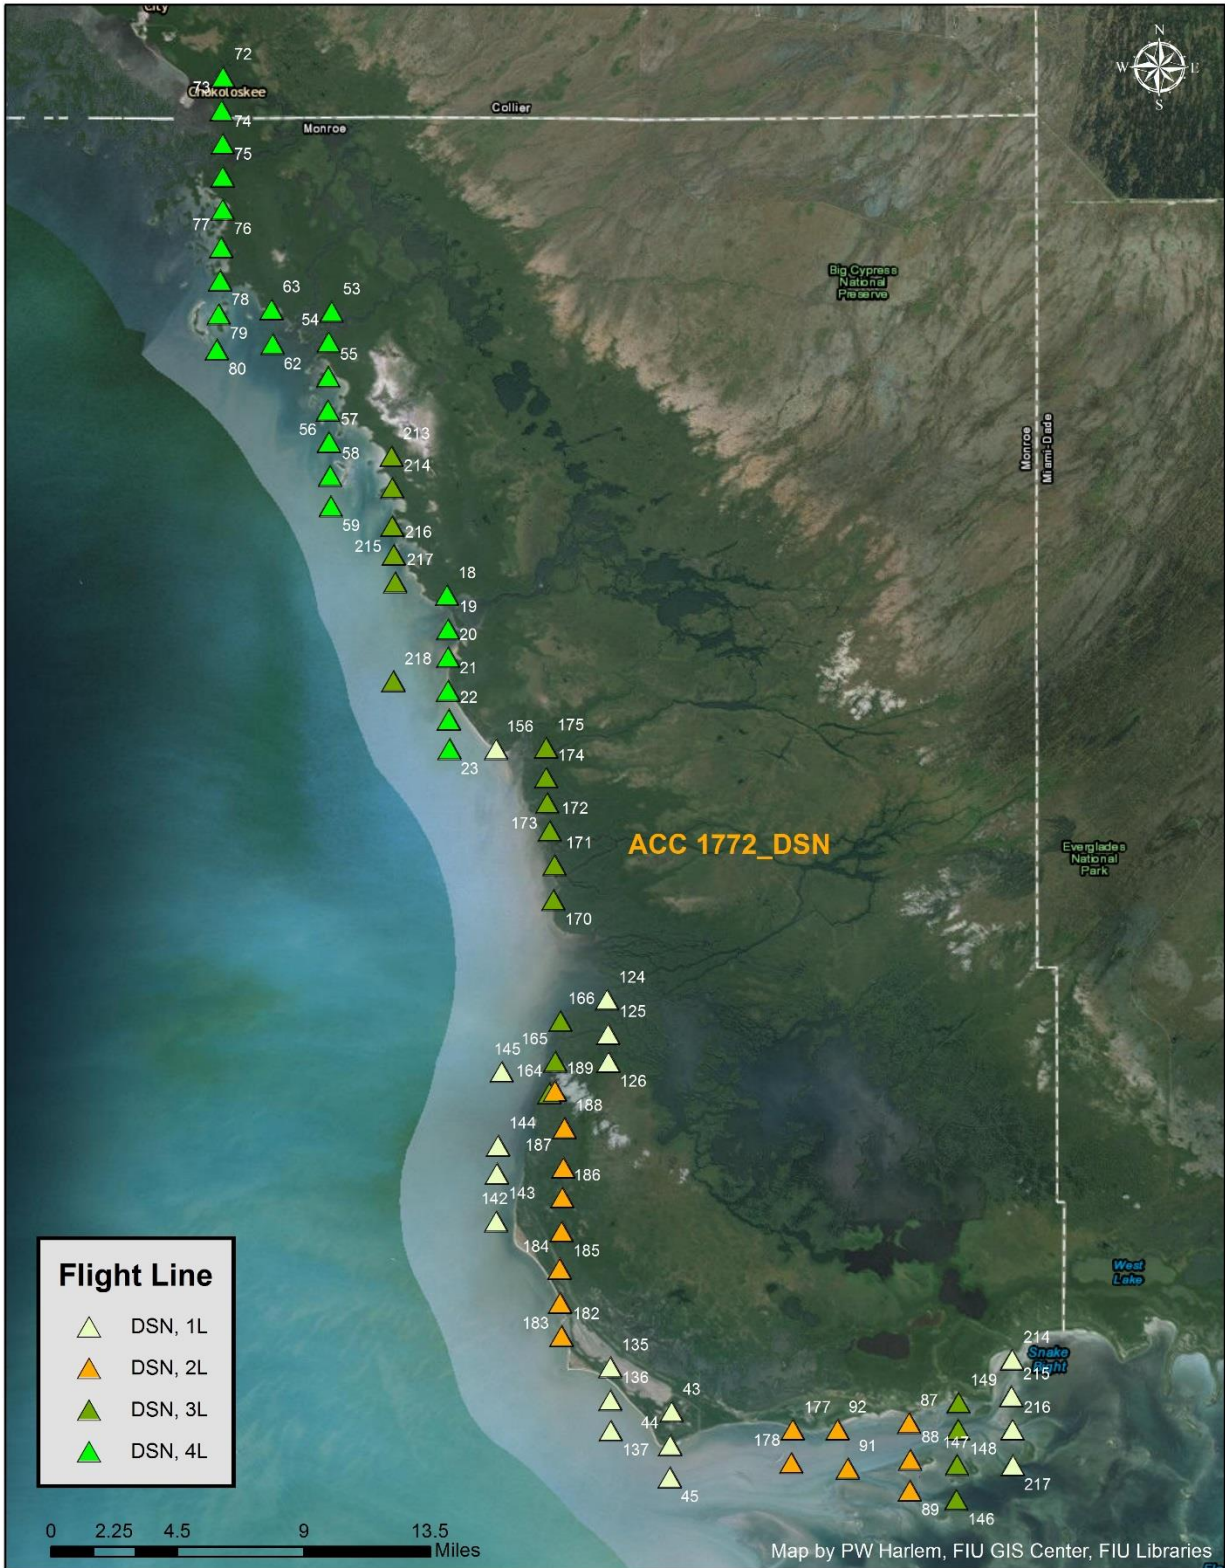 City
72
N
W
E
S
73
Chokoloskee
Collier
74
Monroe
75
77
76
Big Cypress
National
Preserve
63
53
78
54
79
55
80
62
57
56
213
58
214
Monroe
Miami-Dade
59
216
215
217
18
19
20
218
21
22
156
175
174
23
172
173
171
ACC 1772_DSN
Everglades
National
Park
170
124
166
125
165
145
164
189
126
188
144
187
186
142
143
184
185
West
Lake
182
183
135
214
Snake
Bight
136
215
43
149
87
177
92
216
44
88
178
91
147
148
137
217
45
89
146
Flight Line
DSN, 1L
DSN, 2L
DSN, 3L
DSN, 4L
0
2.25
4.5
9
13.5
Miles
Map by PW Harlem, FIU GIS Center, FIU Libraries